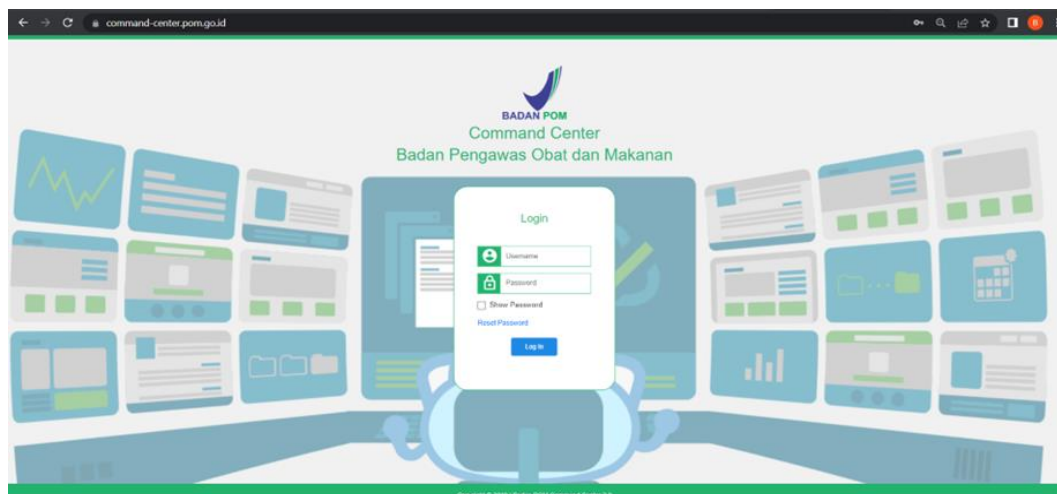 command-center.pom.go.id
B
BADAN POM
Command Center
Badan Pengawas Obat dan Makanan
Login
Username
Password
Show Password
Reset Password
Log In